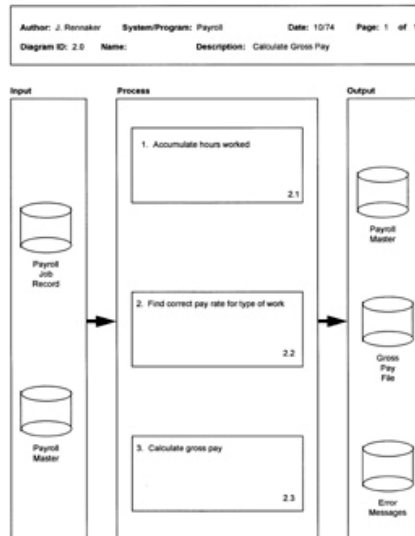 Author: J. Rennaker System/Program: Payroll Date: 10/74 Page: 1 of 1
Diagram ID: 2.0 Name: Description: Calculate Gross Pay
Input Process Output
1. Accumulate hours worked
2.1
Payroll
Job
Record
Payroll
Master
2. Find correct pay rate for type of work
2.2
Gross
Pay
File
Payroll
Master
3. Calculate gross pay
2.3
Error
Messages